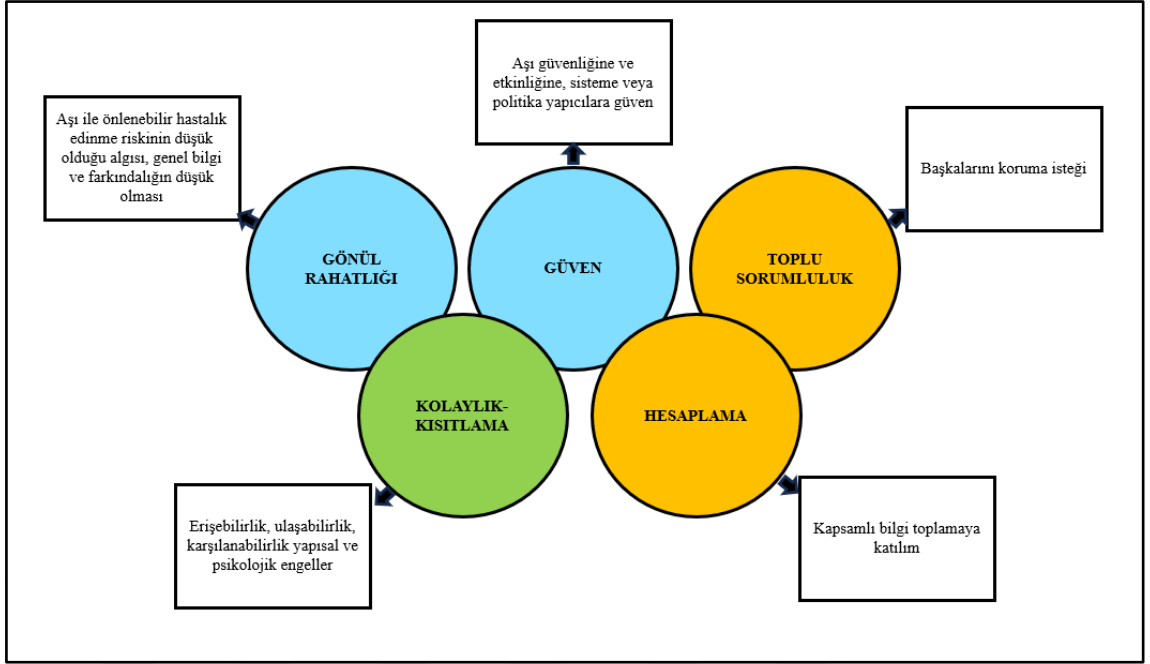 Aşı güvenliğine ve
etkinliğine, sisteme veya
politika yapıcılara güven
Aşı ile önlenebilir hastalık
edinme riskinin düşük
olduğu algısı, genel bilgi
ve farkındalığın düşük
olması
Başkalarını koruma isteği
GÖNÜL
RAHATLIĞI
GÜVEN
TOPLU
SORUMLULUK
KOLAYLIK-
KISITLAMA
HESAPLAMA
Erişebilirlik, ulaşabilirlik,
karşılanabilirlik yapısal ve
psikolojik engeller
Kapsamlı bilgi toplamaya
katılım